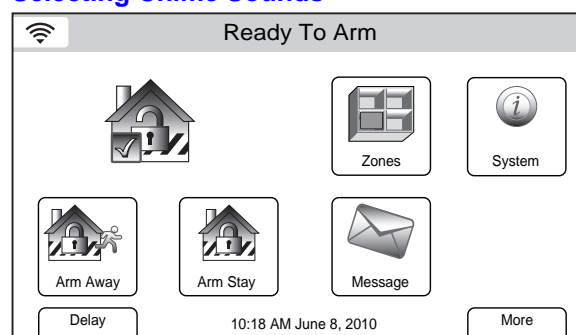 Selecting Chime Sounds
Ready To Arm
Zones
System
Arm Away
Arm Stay
Message
Delay
10:18 AM June 8, 2010
More